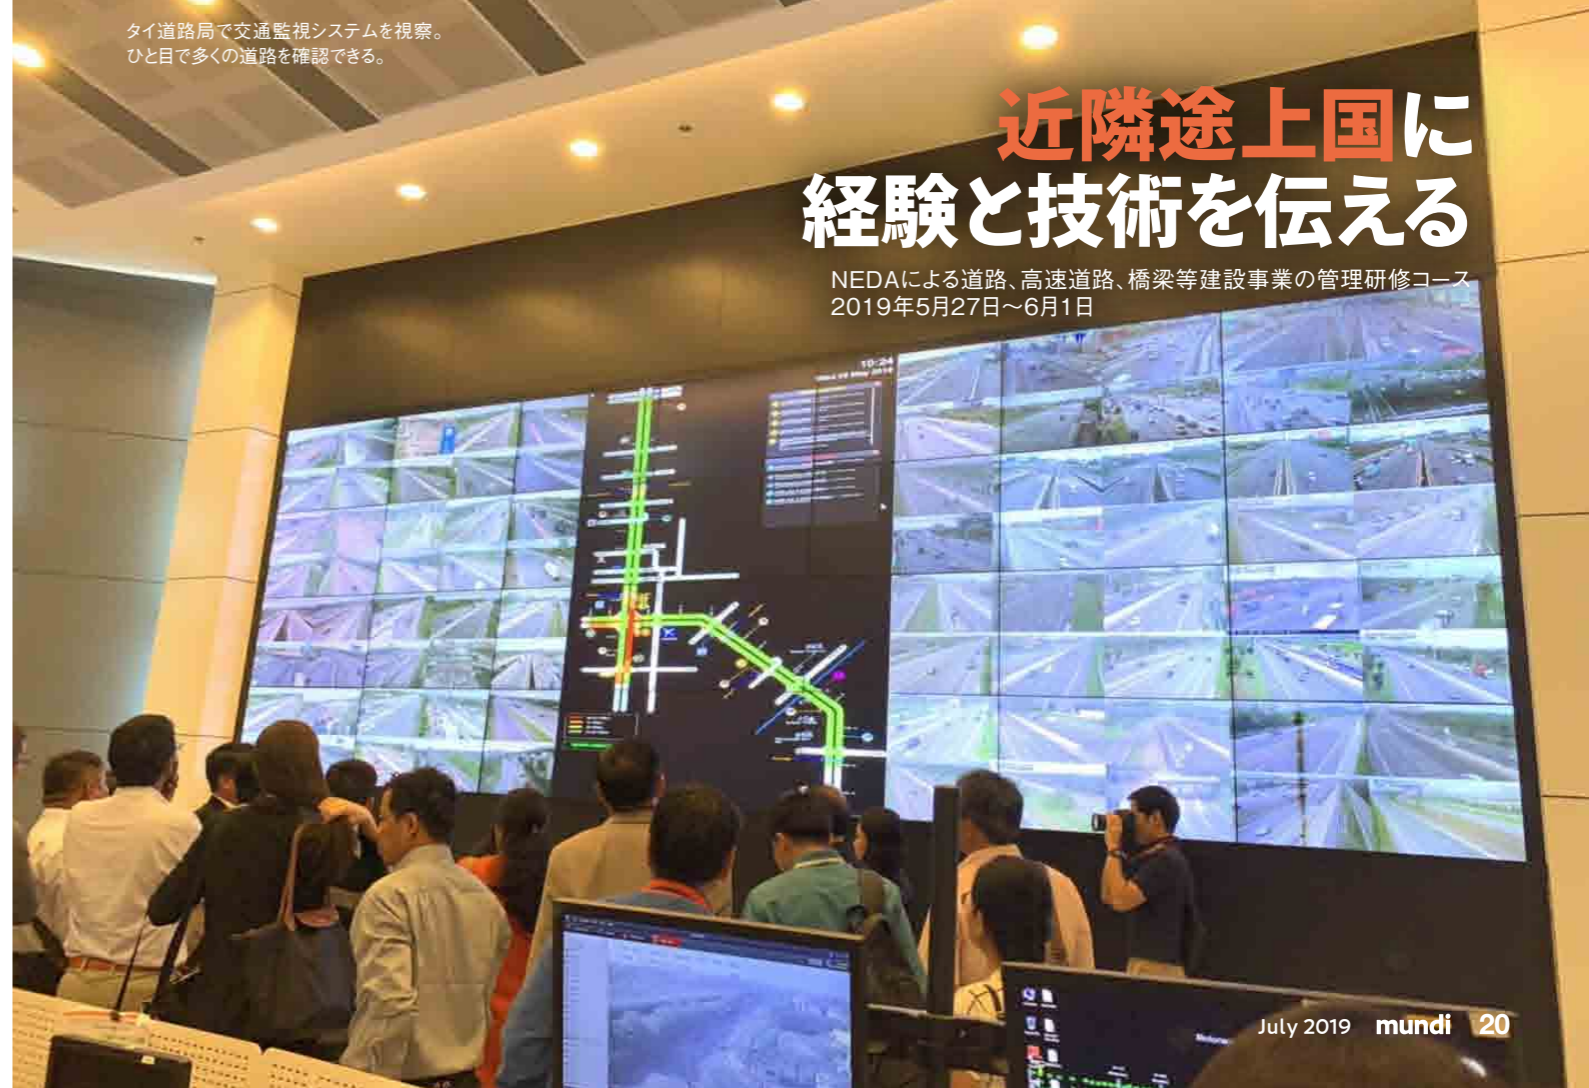 タイ道路局で交通監視システムを視察。
ひと目で多くの道路を確認できる。
近隣途上国に
経験と技術を伝える
NEDAによる道路、高速道路、橋梁等建設事業の管理研修コース
2019年5月27日〜6月1日
10:24
July 2019 mundi 20